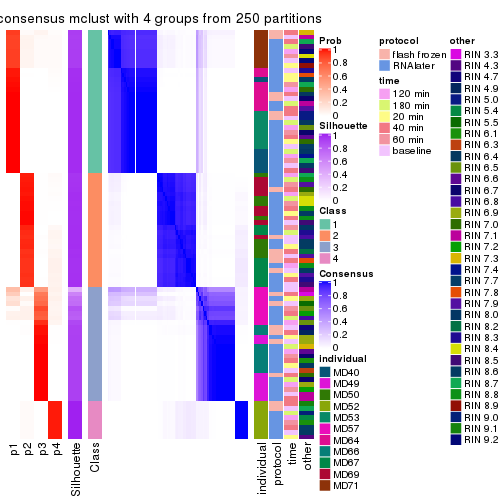 consensus mclust with 4 groups from 250 partitions
p1
p2
p3
p4
Silhouette
Class
individual
protocol
time
other
Prob
1
0.8
0.6
0.4
0.2
0
Silhouette
1
0.8
0.6
0.4
0.2
0
Class
1
2
3
4
Consensus
1
0.8
0.6
0.4
0.2
0
individual
MD40
MD49
MD50
MD52
MD53
MD57
MD64
MD66
MD67
MD69
MD71
protocol
flash frozen
RNAlater
time
120 min
180 min
20 min
40 min
60 min
baseline
other
RIN 3.3
RIN 4.3
RIN 4.7
RIN 4.9
RIN 5.0
RIN 5.4
RIN 5.5
RIN 6.1
RIN 6.3
RIN 6.4
RIN 6.5
RIN 6.6
RIN 6.7
RIN 6.8
RIN 6.9
RIN 7.0
RIN 7.1
RIN 7.2
RIN 7.3
RIN 7.4
RIN 7.7
RIN 7.8
RIN 7.9
RIN 8.0
RIN 8.2
RIN 8.3
RIN 8.4
RIN 8.5
RIN 8.6
RIN 8.7
RIN 8.8
RIN 8.9
RIN 9.0
RIN 9.1
RIN 9.2